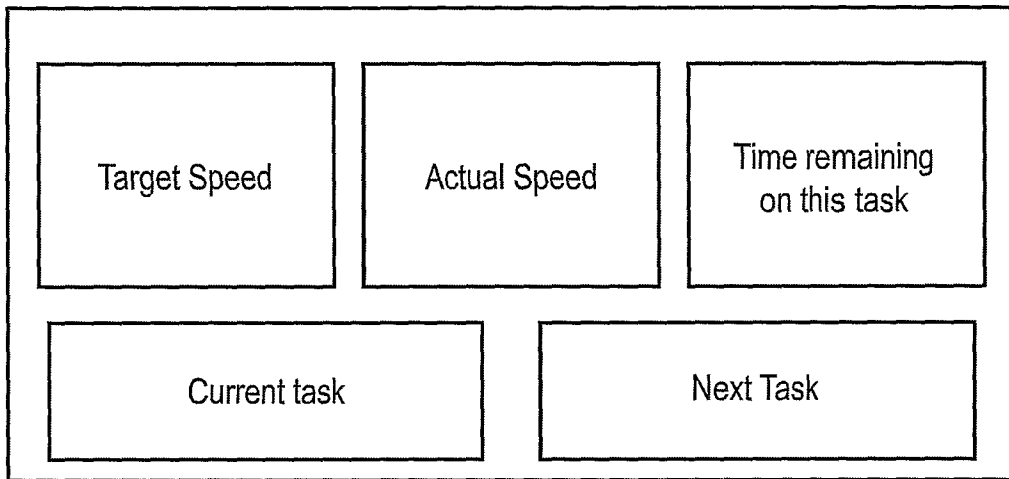 Target Speed
Actual Speed
Time remaining
on this task
Current task
Next Task